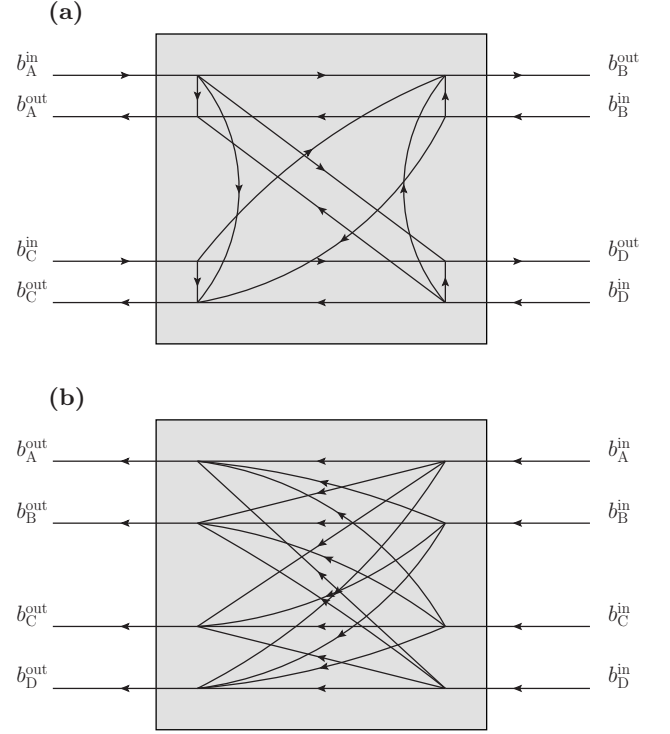 (a)
b_A^in b_B^out
b_A^out b_B^in
b_C^in b_D^out
b_C^out b_D^in
(b)
b_A^out b_A^in
b_B^out b_B^in
b_C^out b_C^in
b_D^out b_D^in